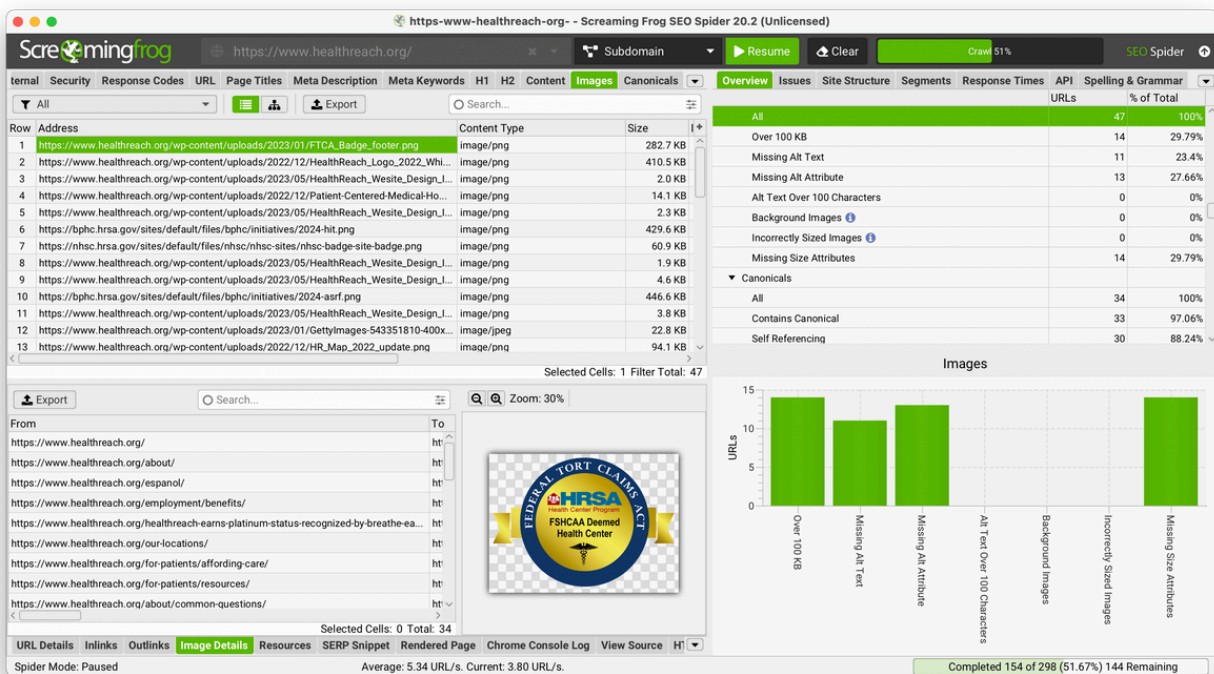 https-www-healthreach-org- - Screaming Frog SEO Spider 20.2 (Unlicensed)
Screamingfrog
https://www.healthreach.org/
Subdomain
Resume
Clear
Crawl 51%
SEO Spider
ternal Security Response Codes URL Page Titles Meta Description Meta Keywords H1 H2 Content Images Canonicals
Overview Issues Site Structure Segments Response Times API Spelling & Grammar
All
Export
Search...
URLs % of Total
Row Address Content Type Size I
1 https://www.healthreach.org/wp-content/uploads/2023/01/FTCA_Badge_footer.png image/png 282.7 KB
2 https://www.healthreach.org/wp-content/uploads/2022/12/HealthReach_Logo_2022_Whi... image/png 410.5 KB
3 https://www.healthreach.org/wp-content/uploads/2023/05/HealthReach_Wesite_Design_I... image/png 2.0 KB
4 https://www.healthreach.org/wp-content/uploads/2022/12/Patient-Centered-Medical-Ho... image/png 14.1 KB
5 https://www.healthreach.org/wp-content/uploads/2023/05/HealthReach_Wesite_Design_I... image/png 2.3 KB
6 https://bphc.hrsa.gov/sites/default/files/bphc/initiatives/2024-hit.png image/png 429.6 KB
7 https://nhsc.hrsa.gov/sites/default/files/nhsc/nhsc-sites/nhsc-badge-site-badge.png image/png 60.9 KB
8 https://www.healthreach.org/wp-content/uploads/2023/05/HealthReach_Wesite_Design_I... image/png 1.9 KB
9 https://www.healthreach.org/wp-content/uploads/2023/05/HealthReach_Wesite_Design_I... image/png 4.6 KB
10 https://bphc.hrsa.gov/sites/default/files/bphc/initiatives/2024-asrf.png image/png 446.6 KB
11 https://www.healthreach.org/wp-content/uploads/2023/05/HealthReach_Wesite_Design_I... image/png 3.8 KB
12 https://www.healthreach.org/wp-content/uploads/2023/01/GettyImages-543351810-400x... image/jpeg 22.8 KB
13 https://www.healthreach.org/wp-content/uploads/2022/12/HR_Map_2022_update.png image/png 94.1 KB
Selected Cells: 1 Filter Total: 47
All 47 100%
Over 100 KB 14 29.79%
Missing Alt Text 11 23.4%
Missing Alt Attribute 13 27.66%
Alt Text Over 100 Characters 0 0%
Background Images 0 0%
Incorrectly Sized Images 0 0%
Missing Size Attributes 14 29.79%
Canonicals
All 34 100%
Contains Canonical 33 97.06%
Self Referencing 30 88.24%
Export
Search...
Zoom: 30%
From To
https://www.healthreach.org/ htt
https://www.healthreach.org/about/ htt
https://www.healthreach.org/espanol/ htt
https://www.healthreach.org/employment/benefits/ htt
https://www.healthreach.org/healthreach-earns-platinum-status-recognized-by-breathe-ea... htt
https://www.healthreach.org/our-locations/ htt
https://www.healthreach.org/for-patients/affording-care/ htt
https://www.healthreach.org/for-patients/resources/ htt
https://www.healthreach.org/about/common-questions/ htt
Selected Cells: 0 Total: 34
FEDERAL TORT CLAIMS ACT
HRSA
Health Center Program
FSHCAA Deemed
Health Center
Images
URLs
15
10
5
0
Over 100 KB
Missing Alt Text
Missing Alt Attribute
Alt Text Over 100 Characters
Background Images
Incorrectly Sized Images
Missing Size Attributes
URL Details Inlinks Outlinks Image Details Resources SERP Snippet Rendered Page Chrome Console Log View Source HT
Spider Mode: Paused
Average: 5.34 URL/s. Current: 3.80 URL/s.
Completed 154 of 298 (51.67%) 144 Remaining